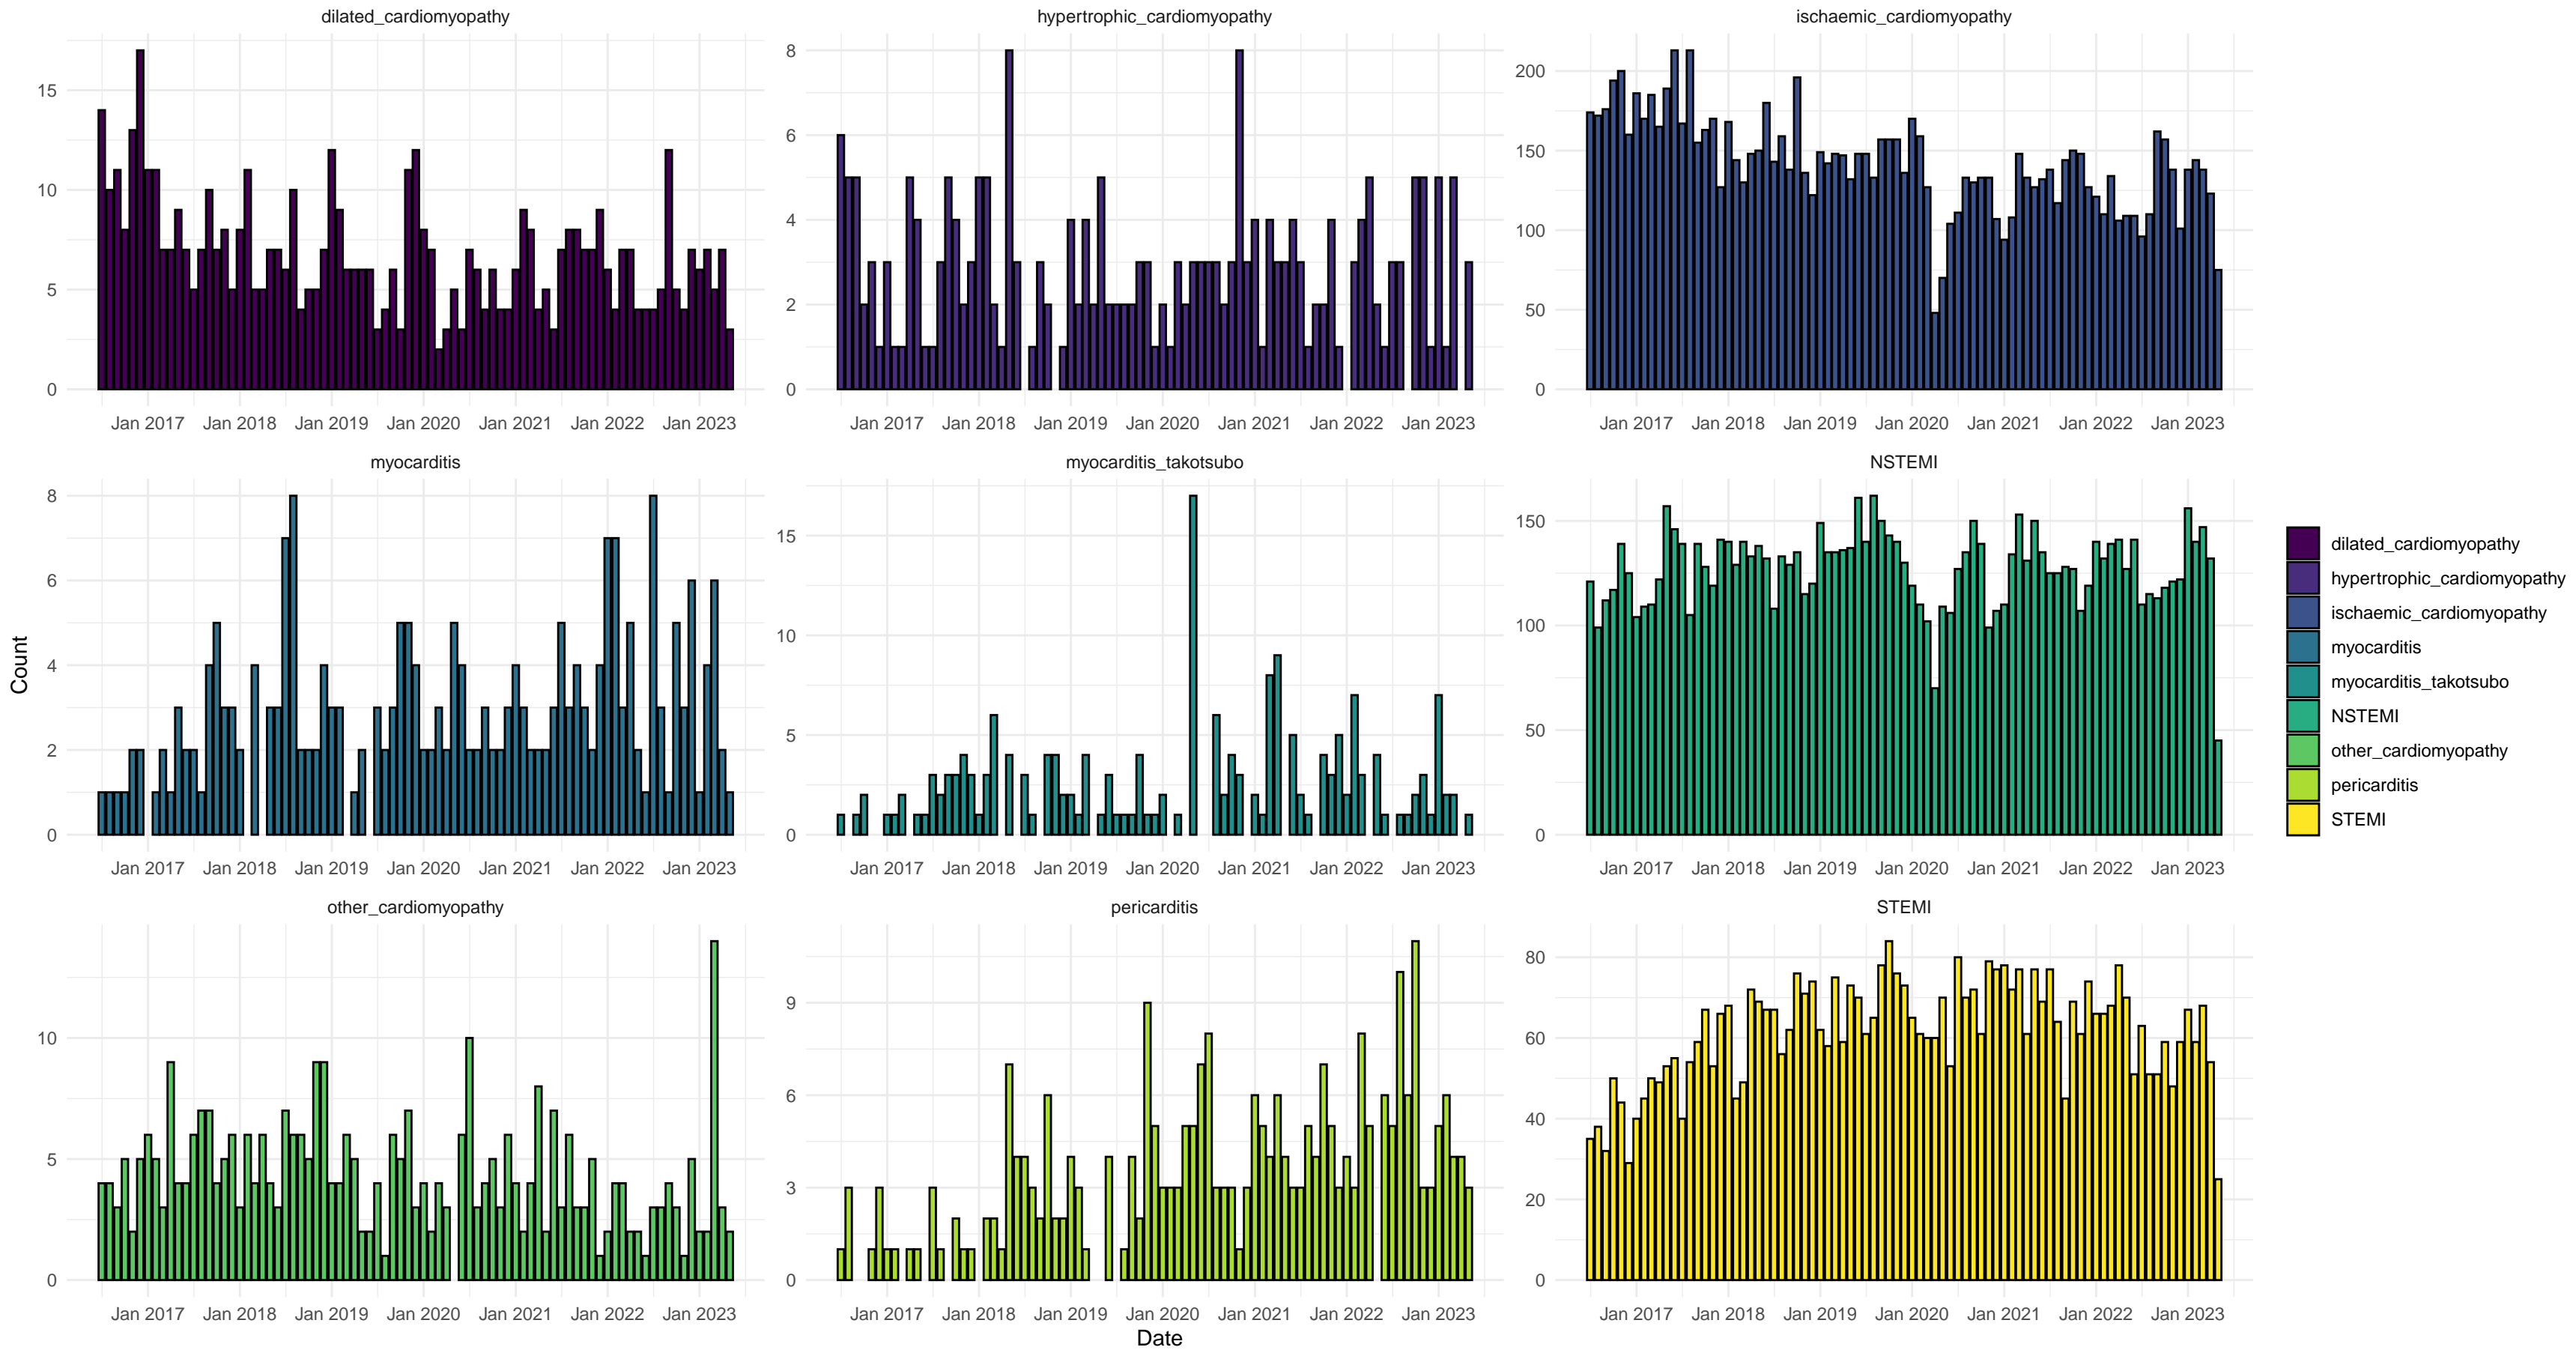 dilated_cardiomyopathy
hypertrophic_cardiomyopathy
ischaemic_cardiomyopathy
15
10
5
0
8
6
4
2
0
200
150
100
50
0
Jan 2017 Jan 2018 Jan 2019 Jan 2020 Jan 2021 Jan 2022 Jan 2023
Jan 2017 Jan 2018 Jan 2019 Jan 2020 Jan 2021 Jan 2022 Jan 2023
Jan 2017 Jan 2018 Jan 2019 Jan 2020 Jan 2021 Jan 2022 Jan 2023
myocarditis
myocarditis_takotsubo
NSTEMI
Count
8
6
4
2
0
15
10
5
0
150
100
50
0
Jan 2017 Jan 2018 Jan 2019 Jan 2020 Jan 2021 Jan 2022 Jan 2023
Jan 2017 Jan 2018 Jan 2019 Jan 2020 Jan 2021 Jan 2022 Jan 2023
Jan 2017 Jan 2018 Jan 2019 Jan 2020 Jan 2021 Jan 2022 Jan 2023
other_cardiomyopathy
pericarditis
STEMI
10
5
0
9
6
3
0
80
60
40
20
0
Jan 2017 Jan 2018 Jan 2019 Jan 2020 Jan 2021 Jan 2022 Jan 2023
Jan 2017 Jan 2018 Jan 2019 Jan 2020 Jan 2021 Jan 2022 Jan 2023
Jan 2017 Jan 2018 Jan 2019 Jan 2020 Jan 2021 Jan 2022 Jan 2023
Date
dilated_cardiomyopathy
hypertrophic_cardiomyopathy
ischaemic_cardiomyopathy
myocarditis
myocarditis_takotsubo
NSTEMI
other_cardiomyopathy
pericarditis
STEMI